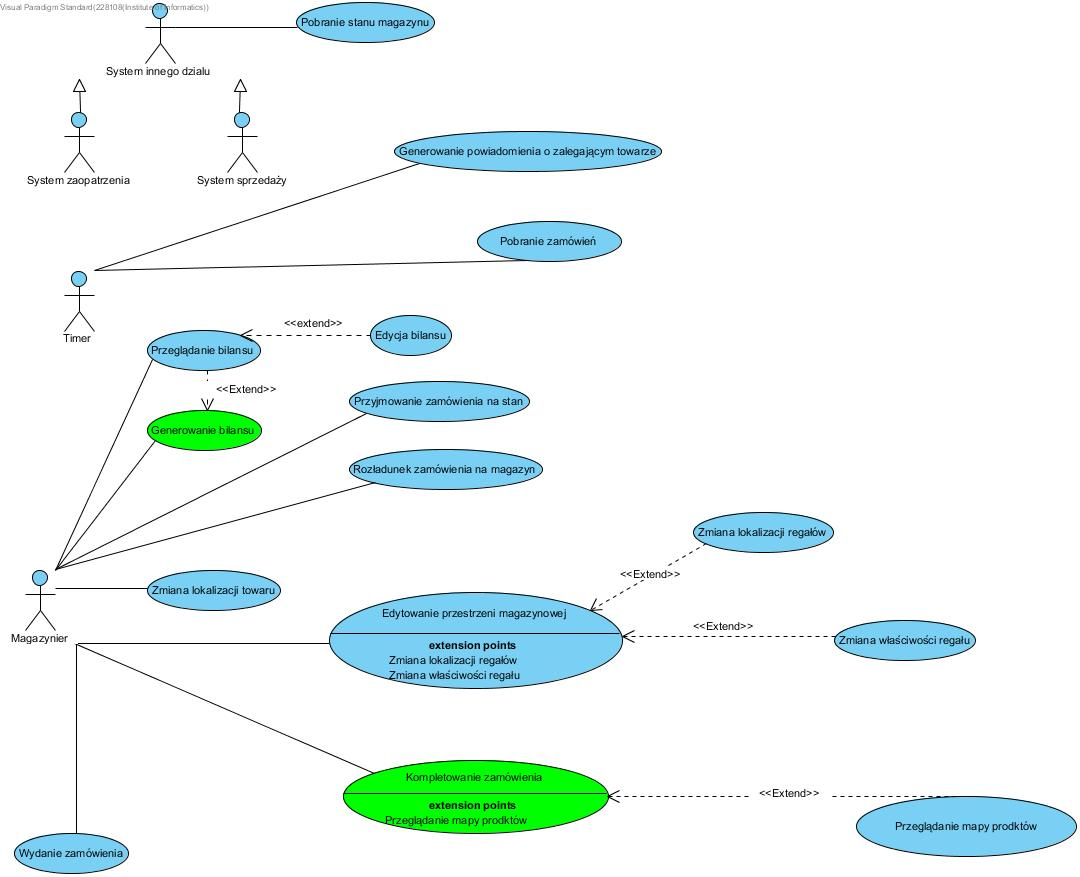 Visual Paradigm Standard(228108(Institute of Informatics))
Pobranie stanu magazynu
System innego dzialu
System zaopatrzenia
System sprzedaży
Generowanie powiadomienia o zalegającym towarze
Pobranie zamówień
Timer
<<extend>>
Edycja bilansu
Przeglądanie bilansu
<<Extend>>
Generowanie bilansu
Przyjmowanie zamówienia na stan
Rozładunek zamówienia na magazyn
Zmiana lokalizacji regałów
<<Extend>>
Zmiana lokalizacji towaru
Magazynier
Edytowanie przestrzeni magazynowej
extension points
Zmiana lokalizacji regałów
Zmiana właściwości regału
<<Extend>>
Zmiana właściwości regału
Kompletowanie zamówienia
extension points
Przeglądanie mapy prodktów
<<Extend>>
Przeglądanie mapy prodktów
Wydanie zamówienia